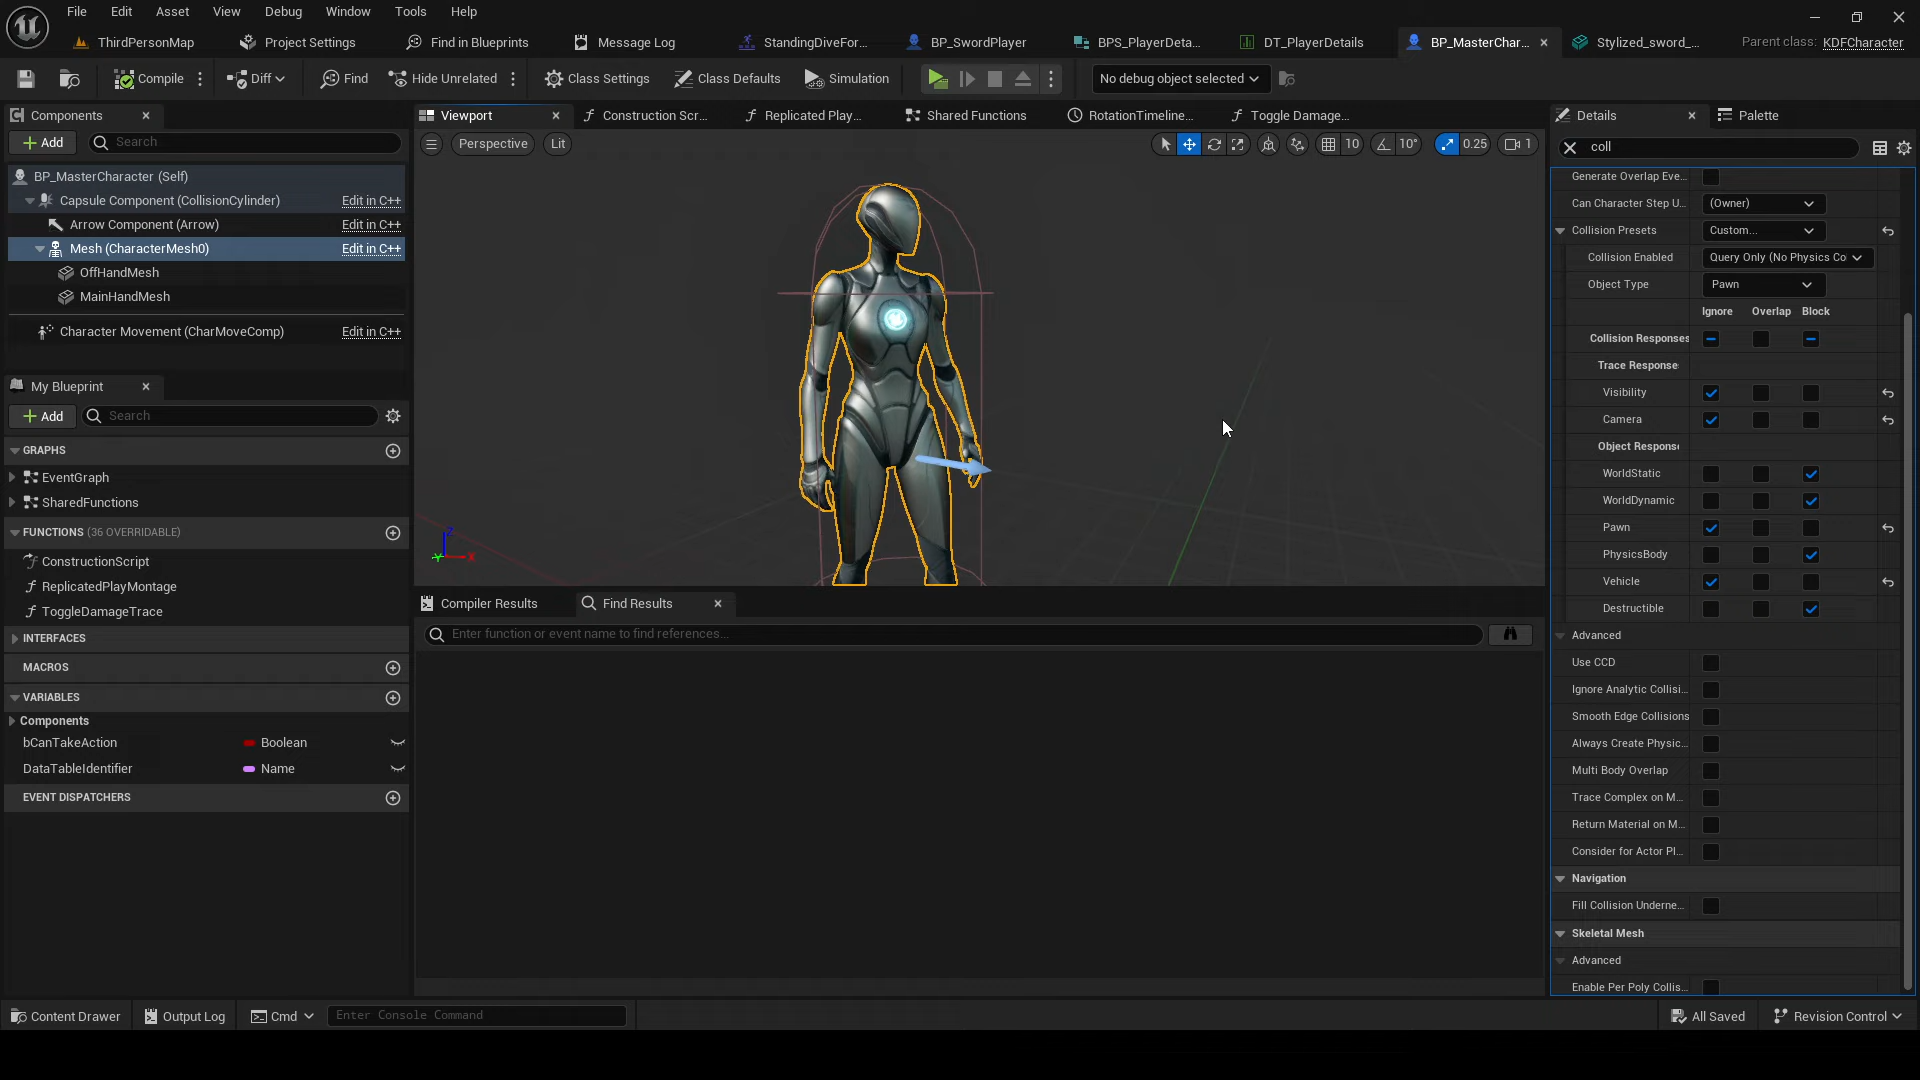 File Edit Asset View Debug Window Tools Help
ThirdPersonMap Project Settings Find in Blueprints Message Log StandingDiveFor... BP_SwordPlayer BPS_PlayerDeta... DT_PlayerDetails BP_MasterChar... Stylized_sword_... Parent class: KDFCharacter
Compile Diff Find Hide Unrelated Class Settings Class Defaults Simulation No debug object selected
Components Viewport Construction Scr... Replicated Play... Shared Functions RotationTimeline... Toggle Damage... Details Palette
Add Search Perspective Lit 10 10° 0.25 1 coll
BP_MasterCharacter (Self)
Capsule Component (CollisionCylinder) Edit in C++
Arrow Component (Arrow) Edit in C++
Mesh (CharacterMesh0) Edit in C++
OffHandMesh
MainHandMesh
Character Movement (CharMoveComp) Edit in C++
My Blueprint
Add Search
GRAPHS
EventGraph
SharedFunctions
FUNCTIONS (36 OVERRIDABLE)
ConstructionScript
ReplicatedPlayMontage
ToggleDamageTrace
INTERFACES
MACROS
VARIABLES
Components
bCanTakeAction Boolean
DataTableIdentifier Name
EVENT DISPATCHERS
Z
Y X
Compiler Results Find Results
Enter function or event name to find references...
Generate Overlap Eve...
Can Character Step U... (Owner)
Collision Presets Custom...
Collision Enabled Query Only (No Physics Co
Object Type Pawn
Ignore Overlap Block
Collision Responses
Trace Response
Visibility
Camera
Object Respons
WorldStatic
WorldDynamic
Pawn
PhysicsBody
Vehicle
Destructible
Advanced
Use CCD
Ignore Analytic Collisi...
Smooth Edge Collisions
Always Create Physic...
Multi Body Overlap
Trace Complex on M...
Return Material on M...
Consider for Actor Pl...
Navigation
Fill Collision Underne...
Skeletal Mesh
Advanced
Enable Per Poly Collis...
Content Drawer Output Log Cmd Enter Console Command All Saved Revision Control